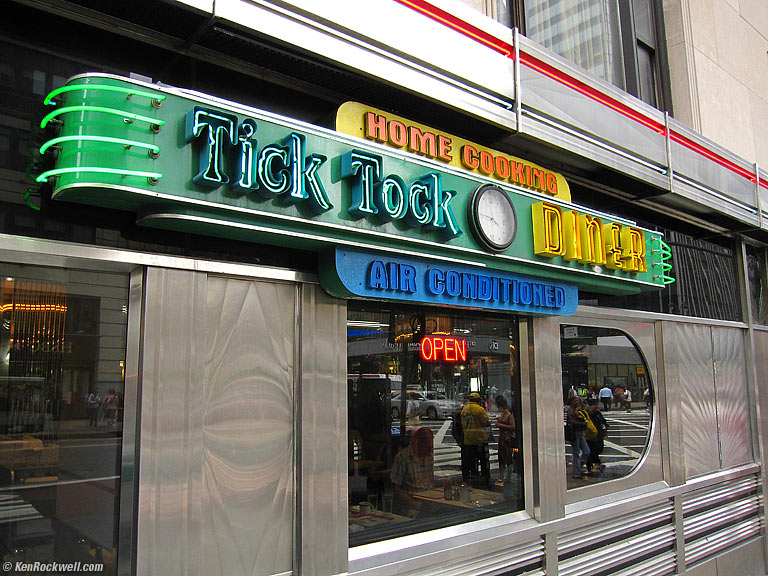 HOME COOKING
Tick Tock DINER
AIR CONDITIONED
OPEN
© KenRockwell.com